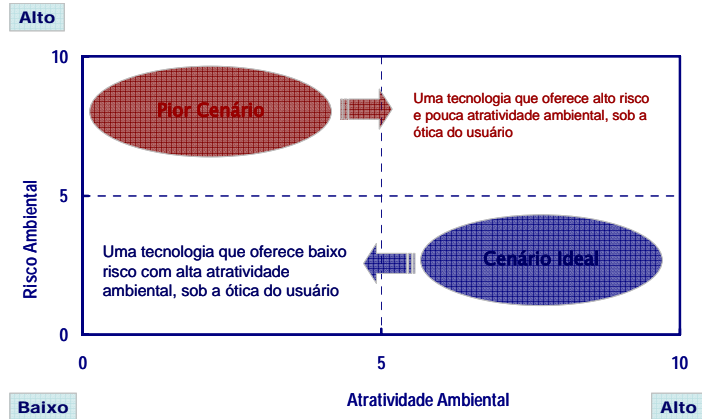 Alto
10
Pior Cenário
Uma tecnologia que oferece alto risco
e pouca atratividade ambiental, sob a
ótica do usuário
Risco Ambiental
5
Uma tecnologia que oferece baixo
risco com alta atratividade
ambiental, sob a ótica do usuário
Cenário Ideal
0
0
5
10
Baixo
Atratividade Ambiental
Alto